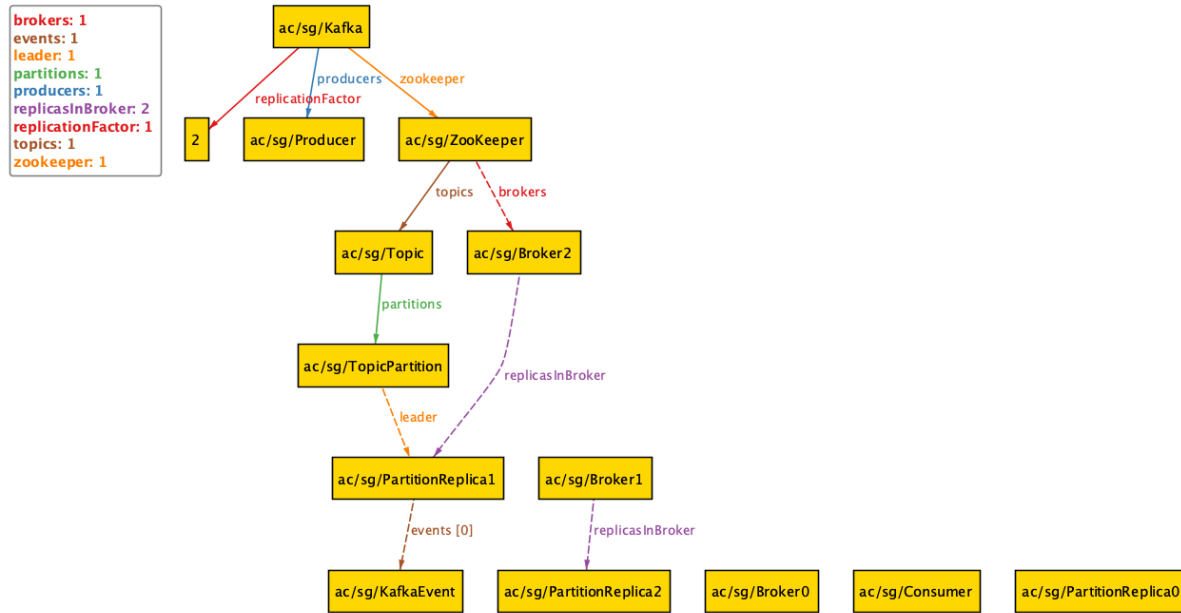 brokers: 1
events: 1
leader: 1
partitions: 1
producers: 1
replicasInBroker: 2
replicationFactor: 1
topics: 1
zookeeper: 1
ac/sg/Kafka
producers
zookeeper
replicationFactor
2
ac/sg/Producer
ac/sg/ZooKeeper
topics
brokers
ac/sg/Topic
ac/sg/Broker2
partitions
ac/sg/TopicPartition
replicasInBroker
leader
ac/sg/PartitionReplica1
ac/sg/Broker1
events [0]
replicasInBroker
ac/sg/KafkaEvent
ac/sg/PartitionReplica2
ac/sg/Broker0
ac/sg/Consumer
ac/sg/PartitionReplica0